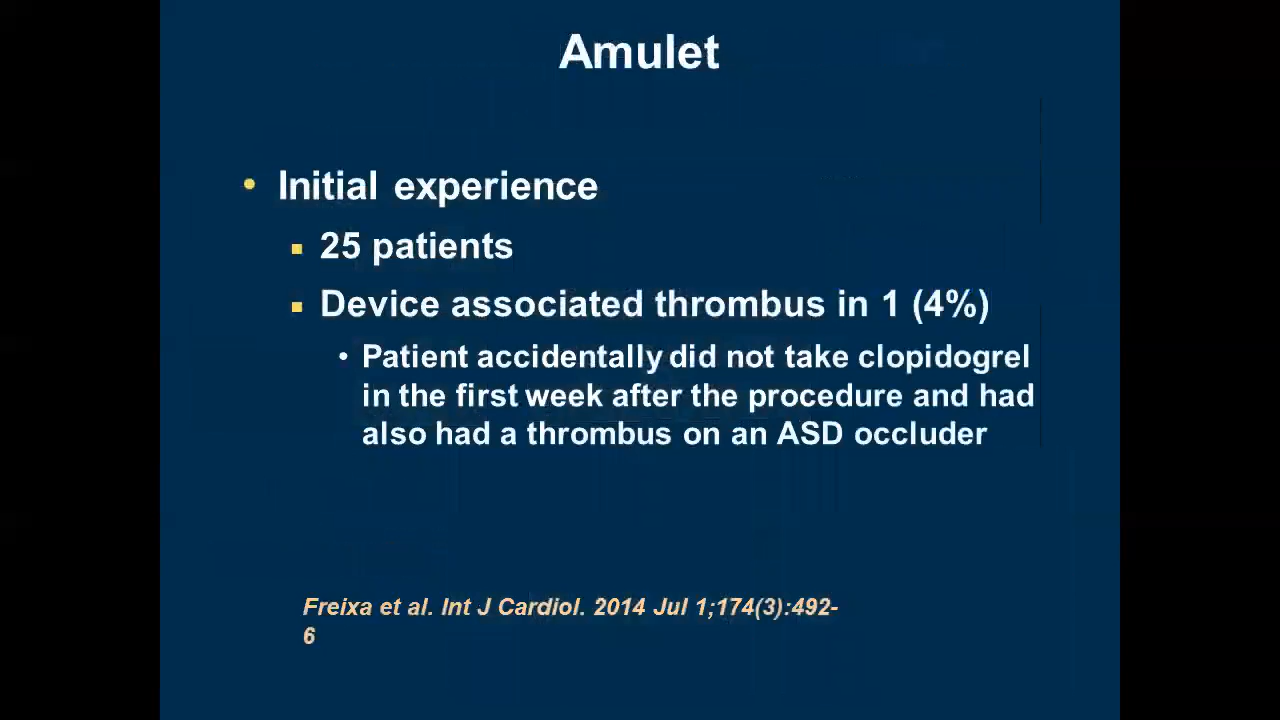 Amulet
• Initial experience
▪ 25 patients
▪ Device associated thrombus in 1 (4%)
• Patient accidentally did not take clopidogrel
in the first week after the procedure and had
also had a thrombus on an ASD occluder
Freixa et al. Int J Cardiol. 2014 Jul 1;174(3):492-
6